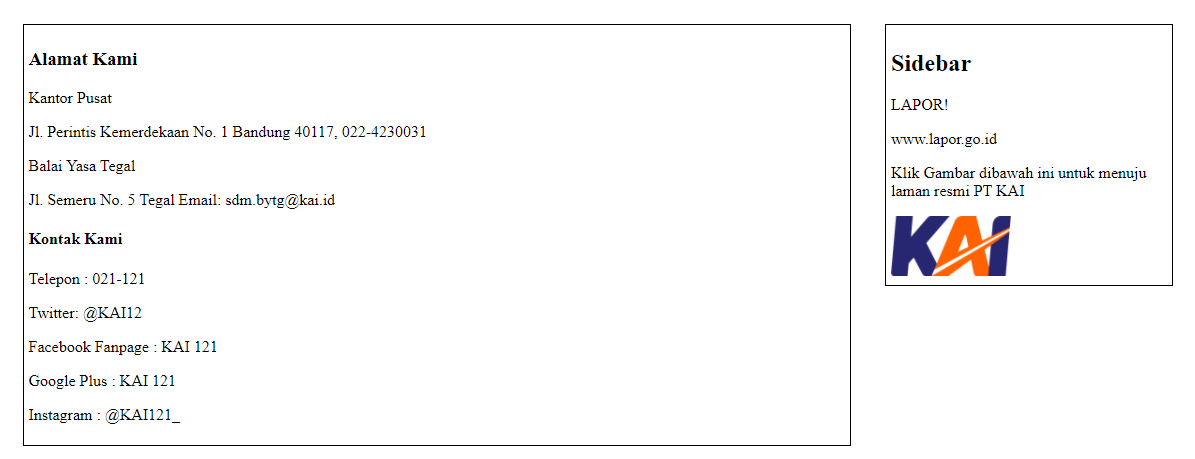 Alamat Kami
Kantor Pusat
Jl. Perintis Kemerdekaan No. 1 Bandung 40117, 022-4230031
Balai Yasa Tegal
Jl. Semeru No. 5 Tegal Email: sdm.bytg@kai.id
Kontak Kami
Telepon : 021-121
Twitter: @KAI12
Facebook Fanpage : KAI 121
Google Plus : KAI 121
Instagram : @KAI121_
Sidebar
LAPOR!
www.lapor.go.id
Klik Gambar dibawah ini untuk menuju
laman resmi PT KAI
KAI